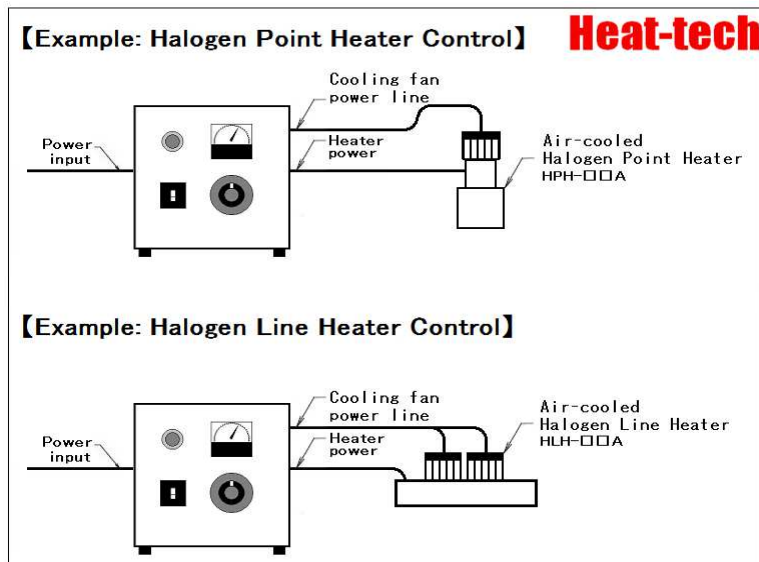 【Example: Halogen Point Heater Control】
Heat-tech
Cooling fan
power line
Power
input
Heater
power
Air-cooled
Halogen Point Heater
HPH-□□A
【Example: Halogen Line Heater Control】
Cooling fan
power line
Power
input
Heater
power
Air-cooled
Halogen Line Heater
HLH-□□A